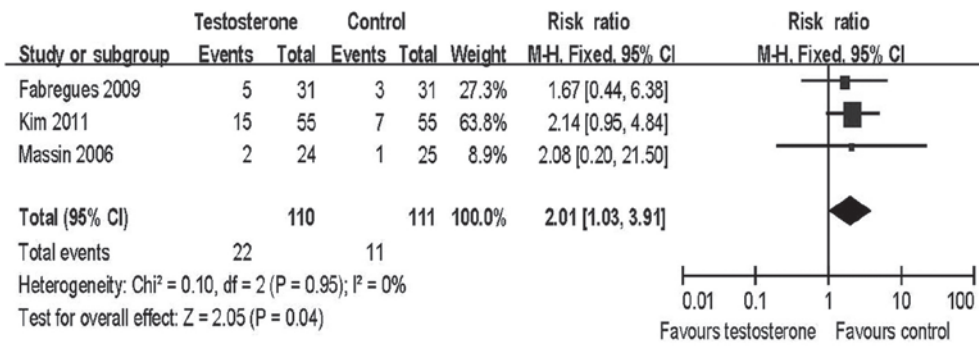 Testosterone Control Risk ratio Risk ratio
Study or subgroup Events Total Events Total Weight M-H. Fixed. 95% CI M-H. Fixed. 95% CI
Fabregues 2009 5 31 3 31 27.3% 1.67 [0.44, 6.38]
Kim 2011 15 55 7 55 63.8% 2.14 [0.95, 4.84]
Massin 2006 2 24 1 25 8.9% 2.08 [0.20, 21.50]
Total (95% CI) 110 111 100.0% 2.01 [1.03, 3.91]
Total events 22 11
Heterogeneity: Chi² = 0.10, df = 2 (P = 0.95); I² = 0%
Test for overall effect: Z = 2.05 (P = 0.04)
0.01 0.1 1 10 100
Favours testosterone Favours control